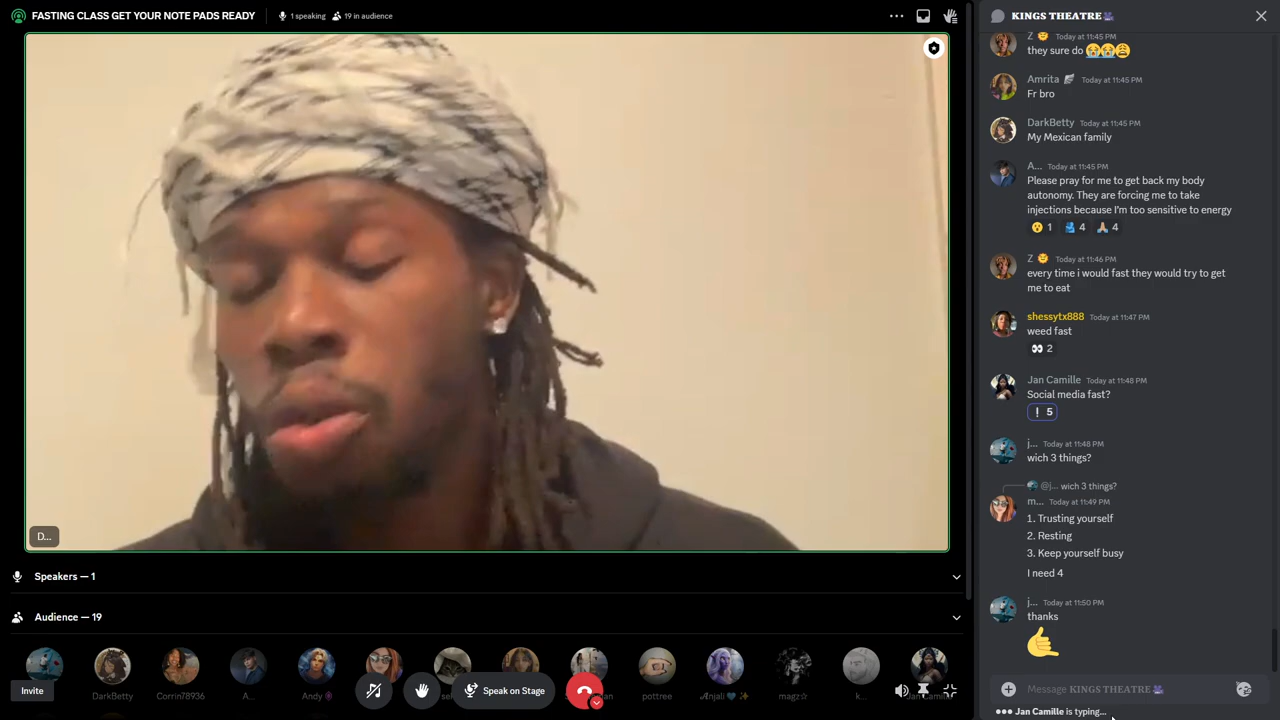 FASTING CLASS GET YOUR NOTE PADS READY
1 speaking
19 in audience
D...
Speakers — 1
Audience — 19
DarkBetty
Corrin78936
A...
Andy
pottree
Anjali
magz☆
k...
Invite
Speak on Stage
KINGS THEATRE
Z Today at 11:45 PM
they sure do 😭😭😩
Amrita Today at 11:45 PM
Fr bro
DarkBetty Today at 11:45 PM
My Mexican family
A... Today at 11:45 PM
Please pray for me to get back my body
autonomy. They are forcing me to take
injections because I'm too sensitive to energy
1 4 4
Z Today at 11:46 PM
every time i would fast they would try to get
me to eat
shessytx888 Today at 11:47 PM
weed fast
2
Jan Camille Today at 11:48 PM
Social media fast?
! 5
j... Today at 11:48 PM
wich 3 things?
@j... wich 3 things?
m... Today at 11:49 PM
1. Trusting yourself
2. Resting
3. Keep yourself busy
I need 4
j... Today at 11:50 PM
thanks
Message KINGS THEATRE
Jan Camille is typing...